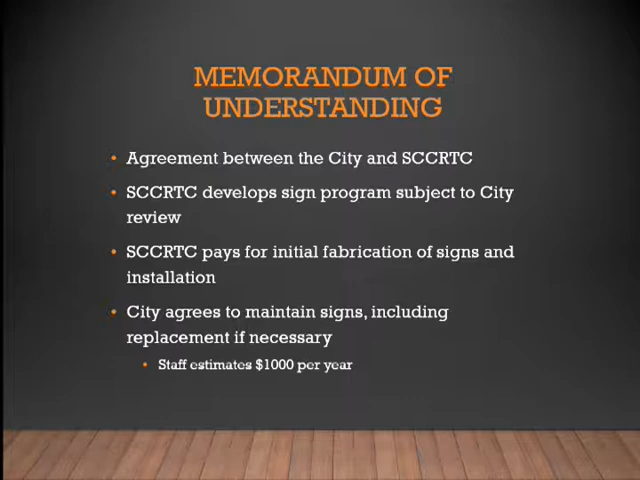 MEMORANDUM OF
UNDERSTANDING
• Agreement between the City and SCCRTC
• SCCRTC develops sign program subject to City
review
• SCCRTC pays for initial fabrication of signs and
installation
• City agrees to maintain signs, including
replacement if necessary
• Staff estimates $1000 per year